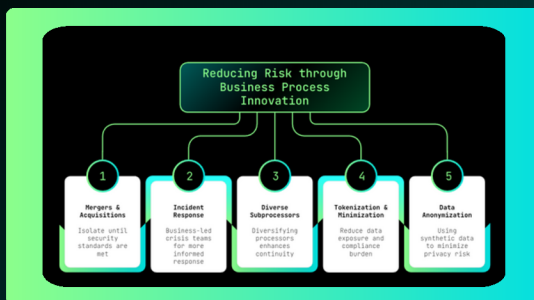 Reducing Risk through
Business Process
Innovation
1
Mergers &
Acquisitions
Isolate until
security
standards are
met
2
Incident
Response
Business-led
crisis teams
for more
informed
response
3
Diverse
Subprocessors
Diversifying
processors
enhances
continuity
4
Tokenization &
Minimization
Reduce data
exposure and
compliance
burden
5
Data
Anonymization
Using
synthetic data
to minimize
privacy risk